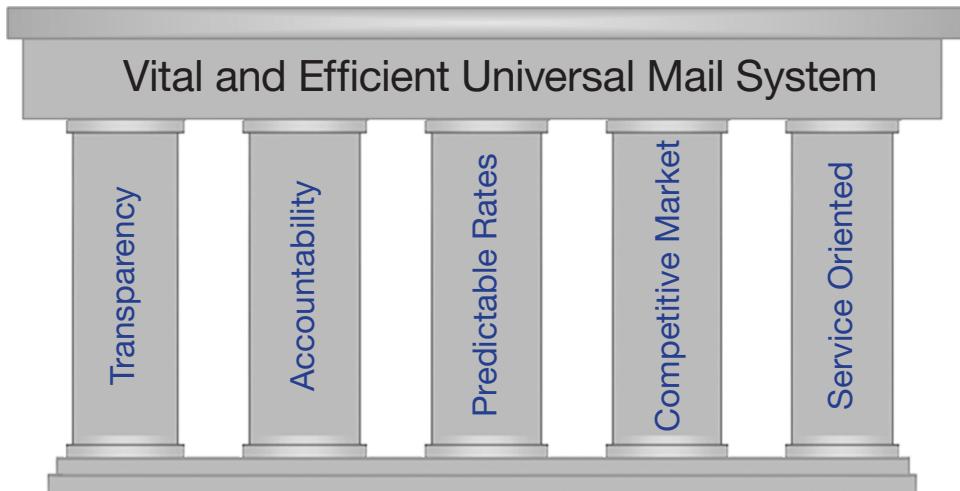 Vital and Efficient Universal Mail System
Transparency
Accountability
Predictable Rates
Competitive Market
Service Oriented